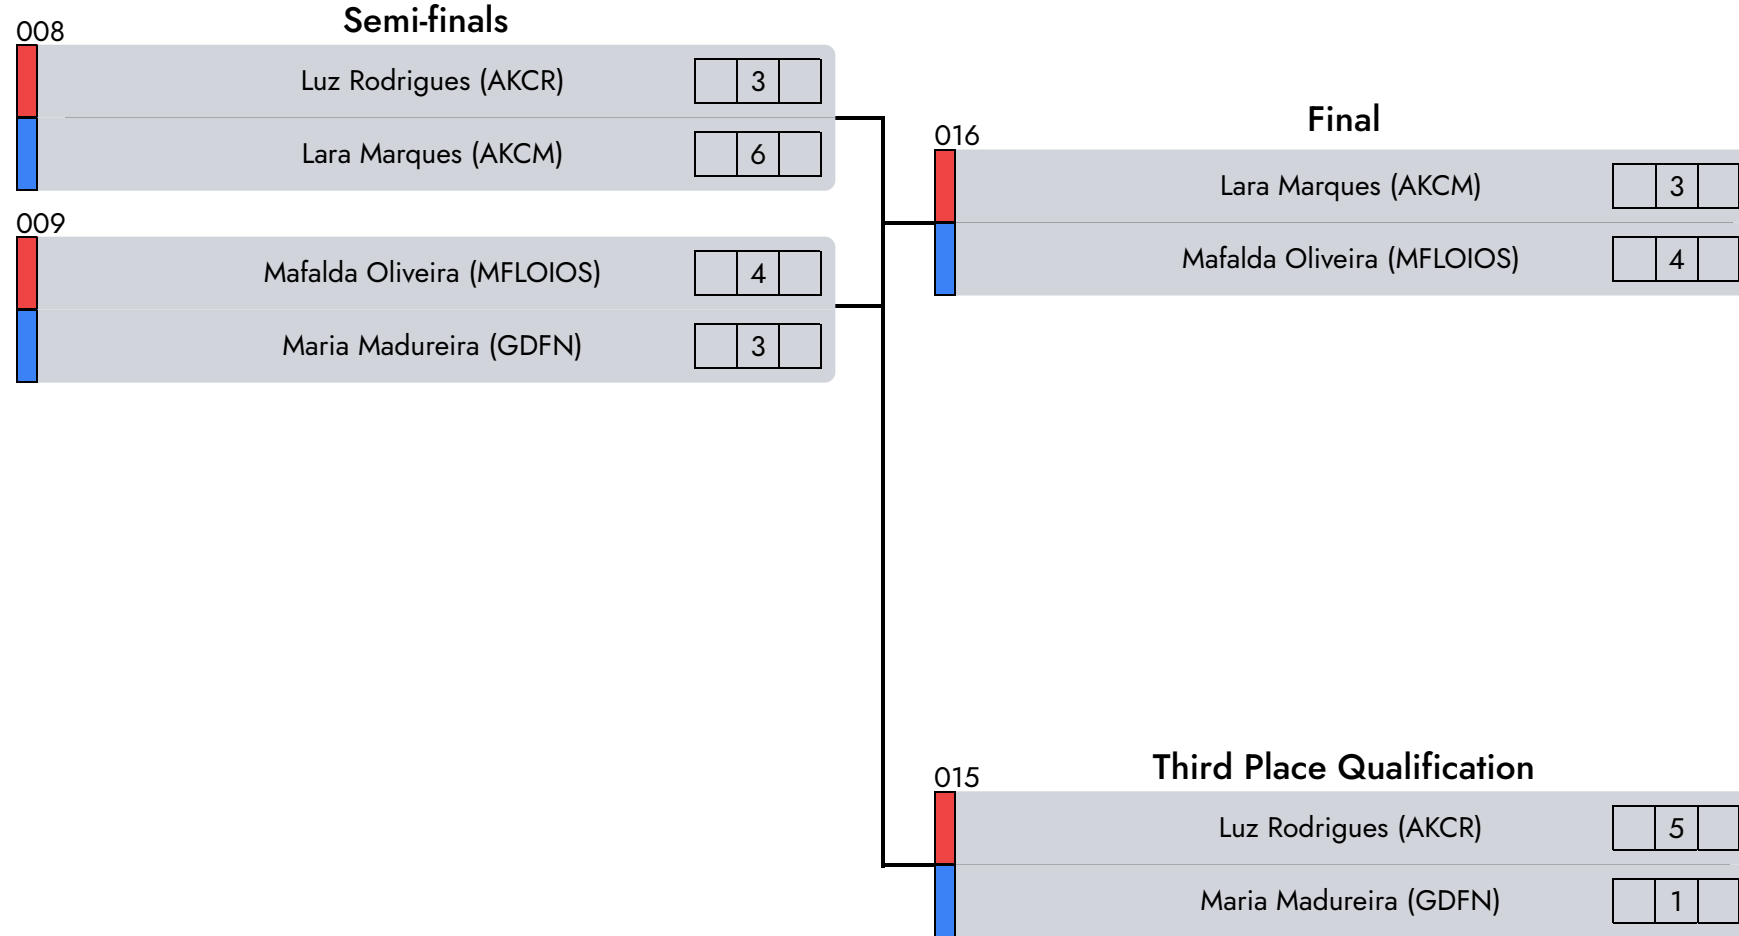 Semi-finals
008
Luz Rodrigues (AKCR) 3
Lara Marques (AKCM) 6
009
Mafalda Oliveira (MFLOIOS) 4
Maria Madureira (GDFN) 3
Final
016
Lara Marques (AKCM) 3
Mafalda Oliveira (MFLOIOS) 4
Third Place Qualification
015
Luz Rodrigues (AKCR) 5
Maria Madureira (GDFN) 1